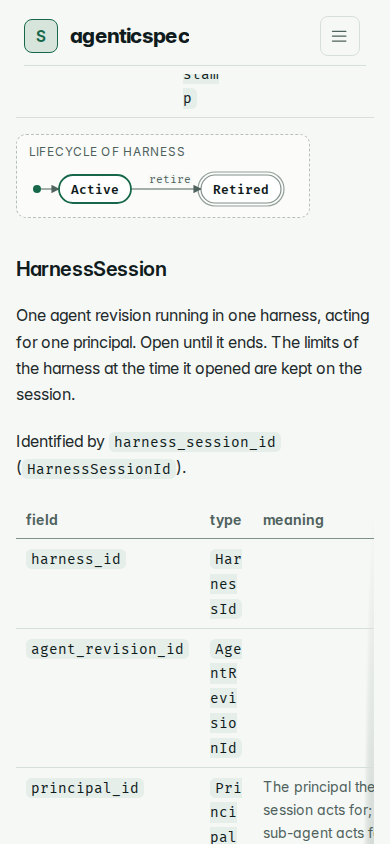 S agenticspec
stam
p
LIFECYCLE OF HARNESS
Active retire Retired
HarnessSession
One agent revision running in one harness, acting
for one principal. Open until it ends. The limits of
the harness at the time it opened are kept on the
session.
Identified by harness_session_id
(HarnessSessionId).
field type meaning
harness_id Har
nes
sId
agent_revision_id Age
ntR
evi
sio
nId
principal_id Pri The principal the
nci session acts for;
pal sub-agent acts f